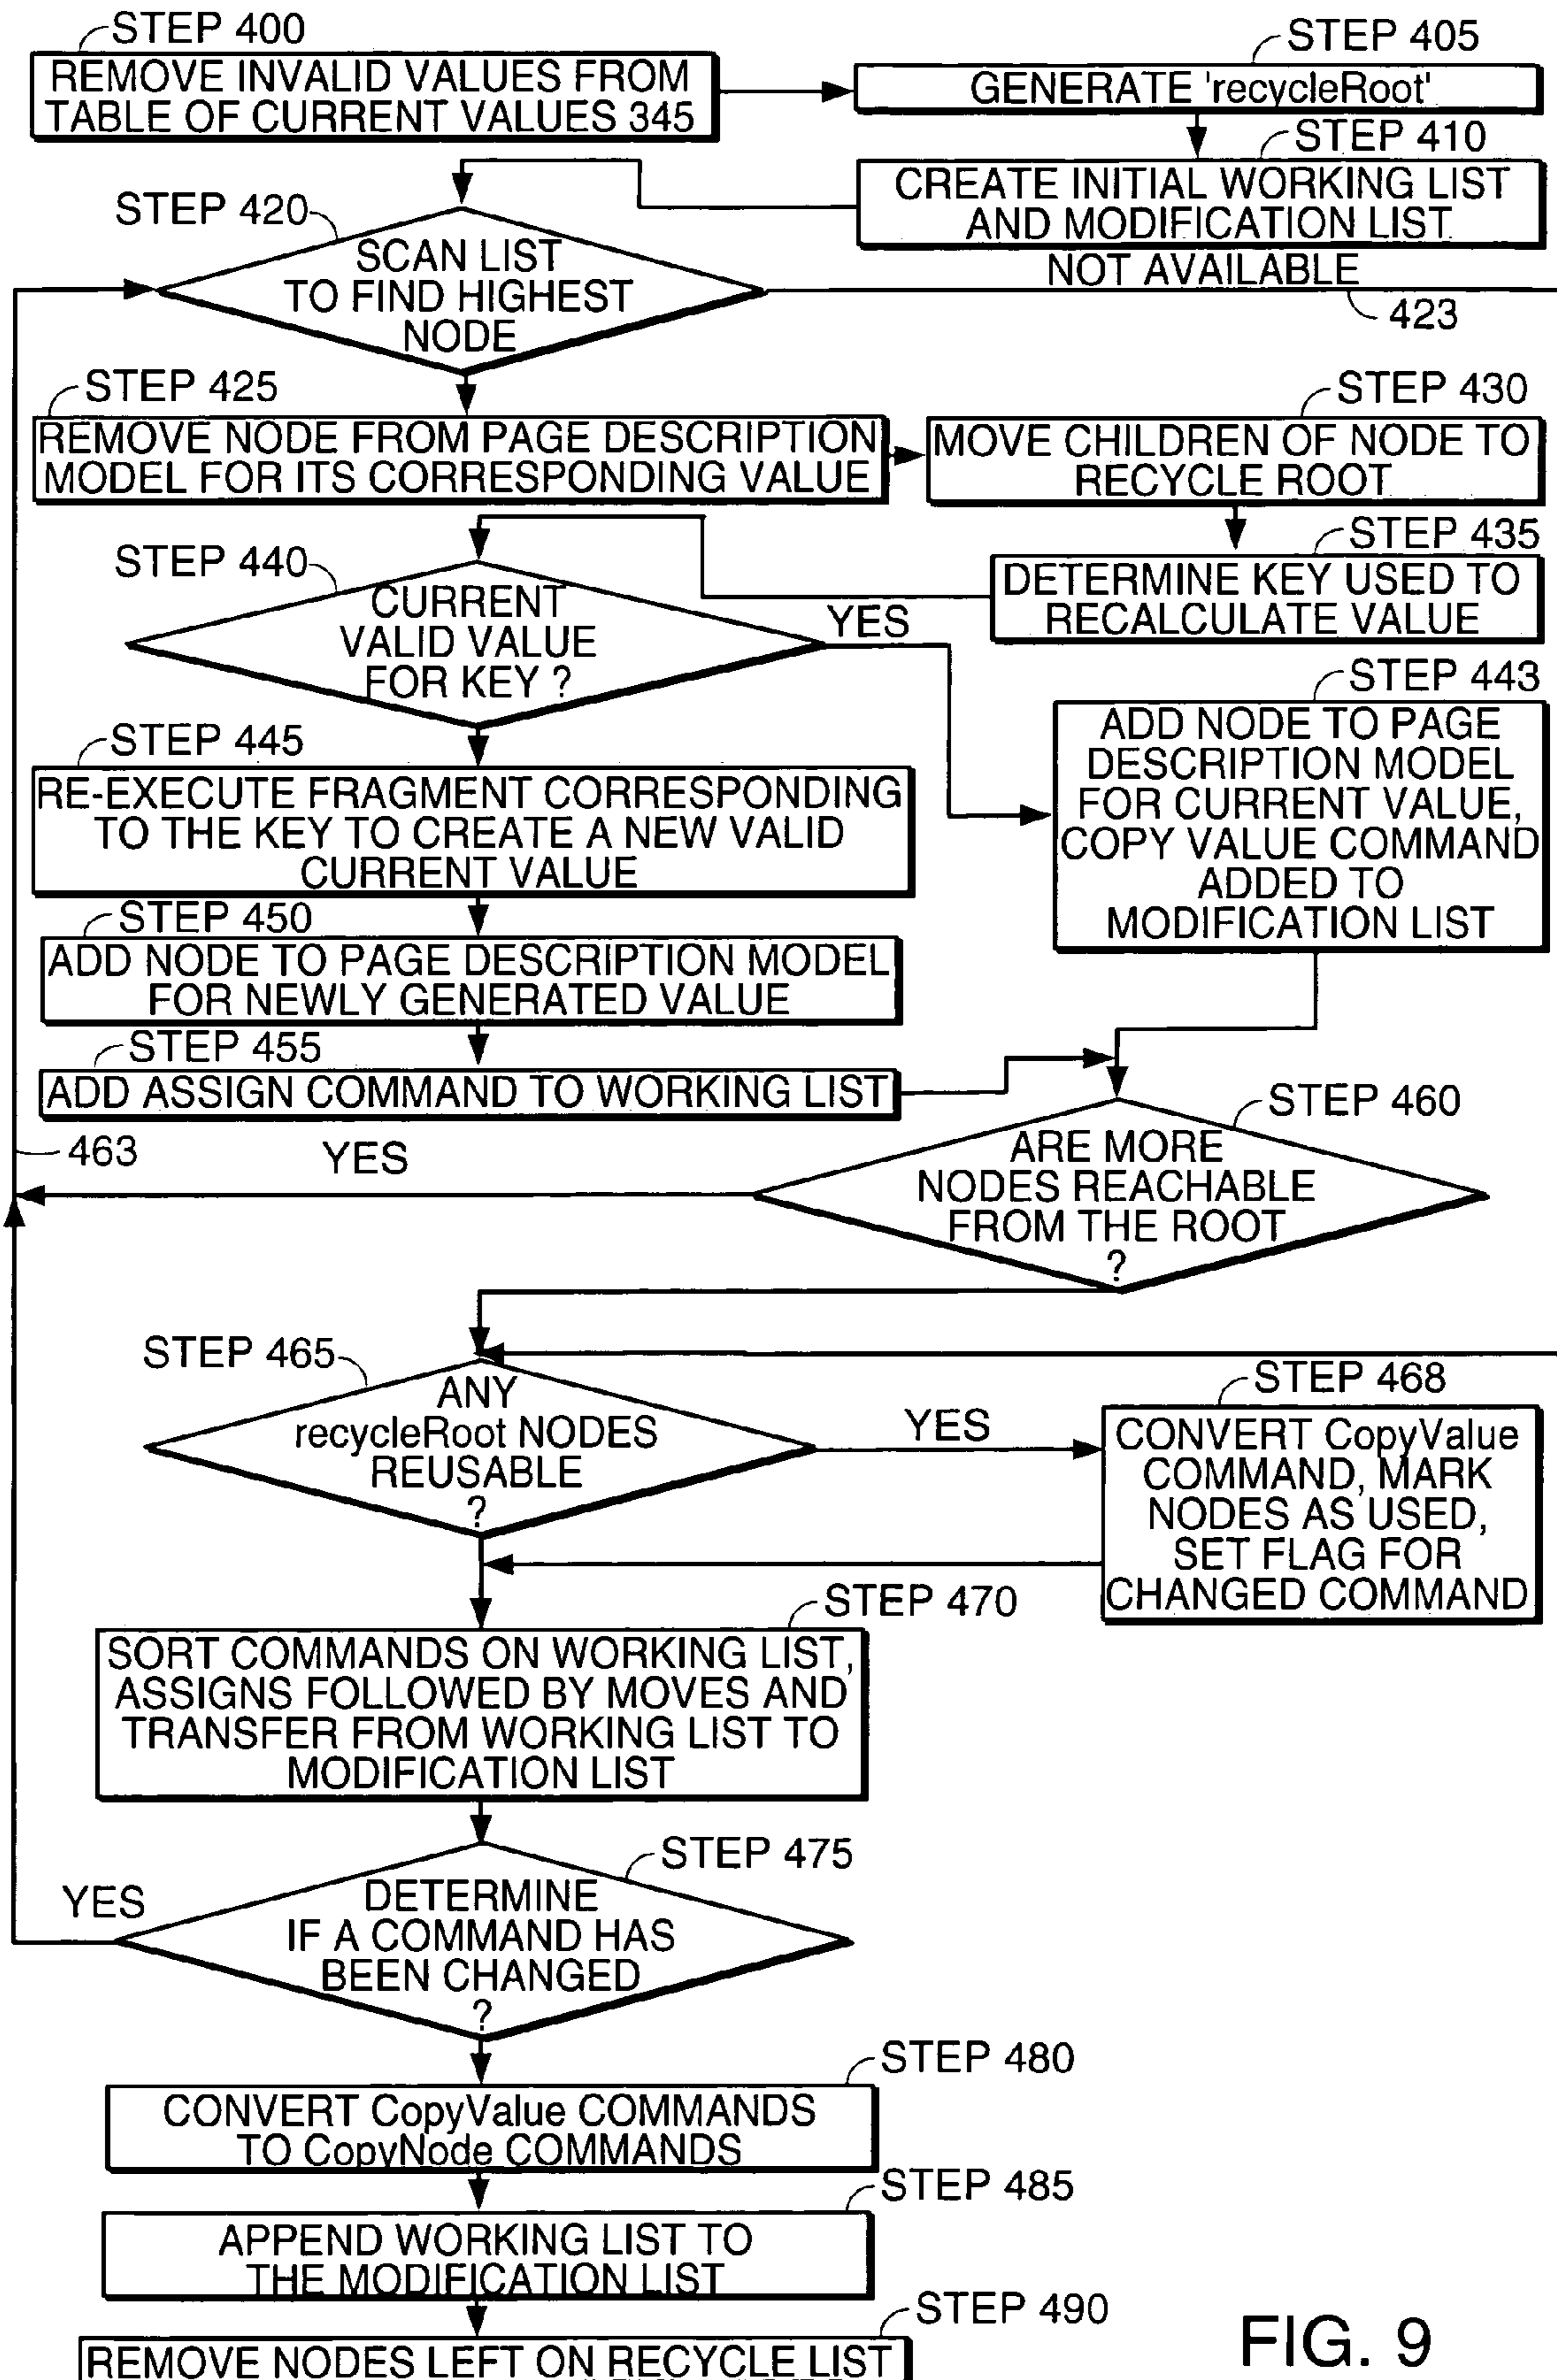 STEP 400
REMOVE INVALID VALUES FROM
TABLE OF CURRENT VALUES 345
STEP 405
GENERATE 'recycleRoot'
STEP 410
CREATE INITIAL WORKING LIST
AND MODIFICATION LIST
STEP 420
SCAN LIST
TO FIND HIGHEST
NODE
NOT AVAILABLE
423
STEP 425
REMOVE NODE FROM PAGE DESCRIPTION
MODEL FOR ITS CORRESPONDING VALUE
STEP 430
MOVE CHILDREN OF NODE TO
RECYCLE ROOT
STEP 435
DETERMINE KEY USED TO
RECALCULATE VALUE
STEP 440
CURRENT
VALID VALUE
FOR KEY ?
YES
STEP 443
ADD NODE TO PAGE
DESCRIPTION MODEL
FOR CURRENT VALUE,
COPY VALUE COMMAND
ADDED TO
MODIFICATION LIST
STEP 445
RE-EXECUTE FRAGMENT CORRESPONDING
TO THE KEY TO CREATE A NEW VALID
CURRENT VALUE
STEP 450
ADD NODE TO PAGE DESCRIPTION MODEL
FOR NEWLY GENERATED VALUE
STEP 455
ADD ASSIGN COMMAND TO WORKING LIST
STEP 460
ARE MORE
NODES REACHABLE
FROM THE ROOT
?
463
YES
STEP 465
ANY
recycleRoot NODES
REUSABLE
?
YES
STEP 468
CONVERT CopyValue
COMMAND, MARK
NODES AS USED,
SET FLAG FOR
CHANGED COMMAND
STEP 470
SORT COMMANDS ON WORKING LIST,
ASSIGNS FOLLOWED BY MOVES AND
TRANSFER FROM WORKING LIST TO
MODIFICATION LIST
STEP 475
DETERMINE
IF A COMMAND HAS
BEEN CHANGED
?
YES
STEP 480
CONVERT CopyValue COMMANDS
TO CopyNode COMMANDS
STEP 485
APPEND WORKING LIST TO
THE MODIFICATION LIST
STEP 490
REMOVE NODES LEFT ON RECYCLE LIST
FIG. 9